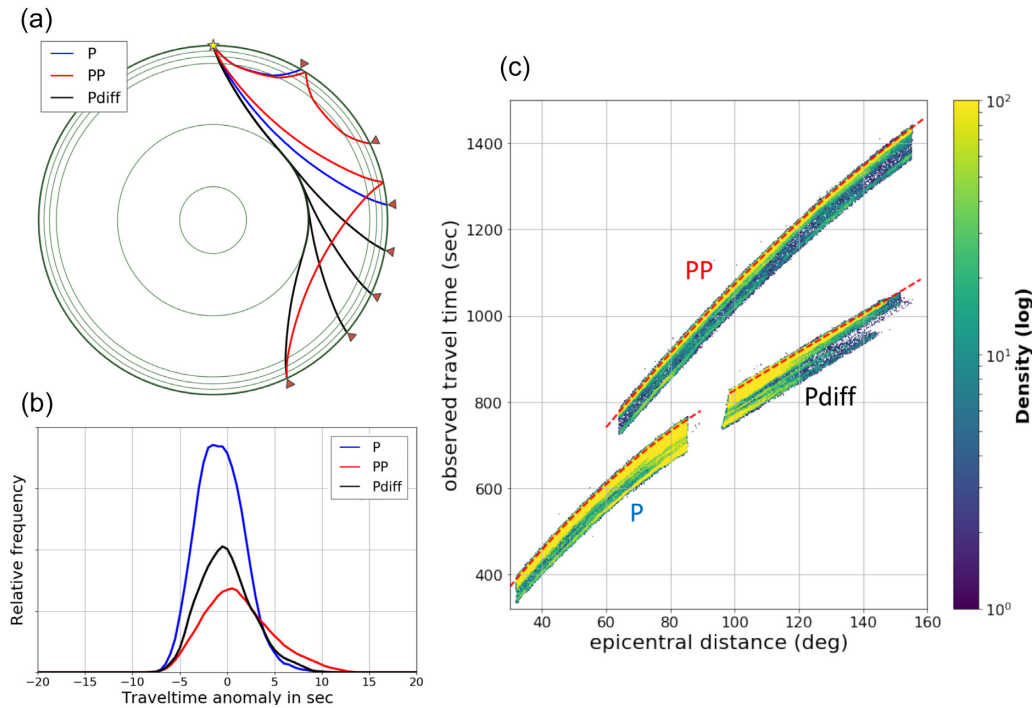 (a)
P
PP
Pdiff
(b)
P
PP
Pdiff
Relative frequency
−20 −15 −10 −5 0 5 10 15 20
Traveltime anomaly in sec
(c)
1400
1200
1000
800
600
400
observed travel time (sec)
PP
Pdiff
P
40 60 80 100 120 140 160
epicentral distance (deg)
10²
10¹
10⁰
Density (log)